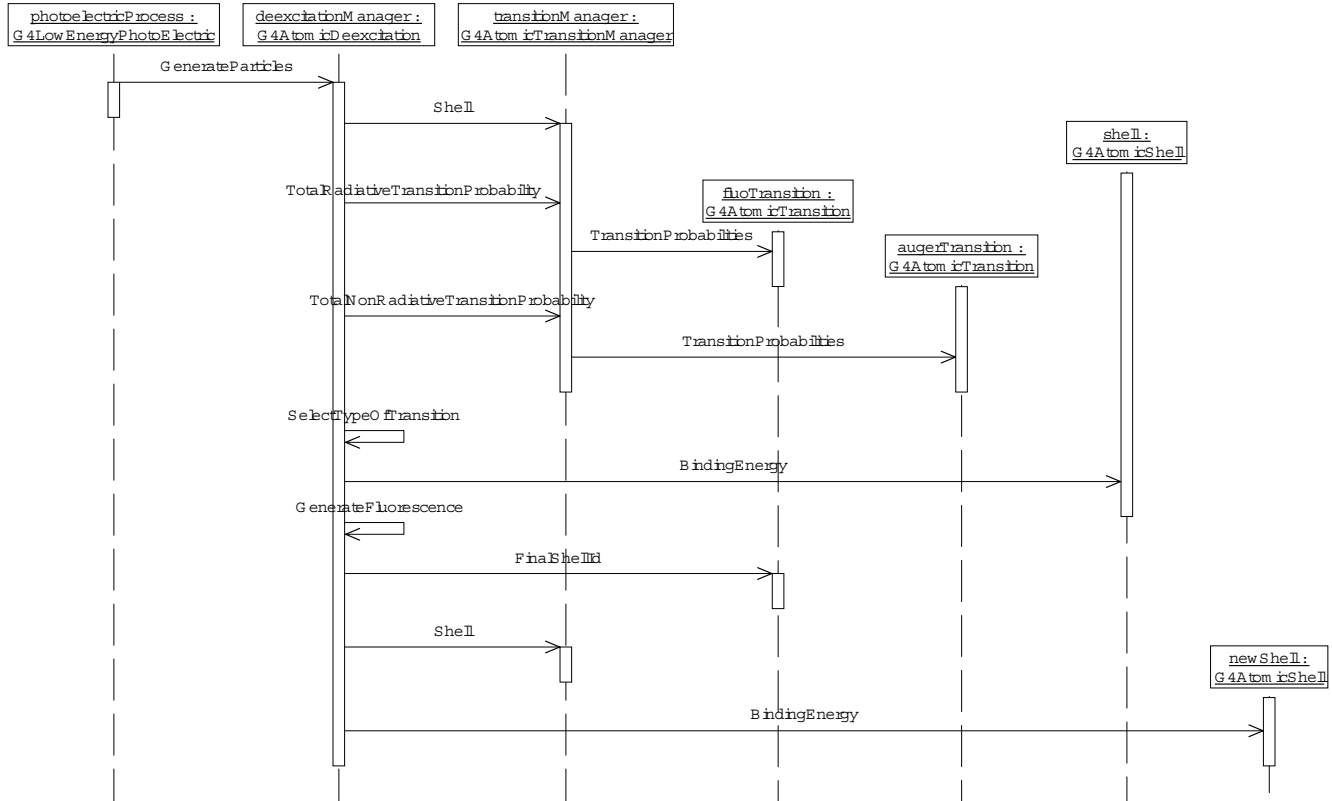 photoelectricProcess :
G4LowEnergyPhotoElectric
deexcitationManager :
G4AtomicDeexcitation
transitionManager :
G4AtomicTransitionManager
GenerateParticles
Shell
shell :
G4AtomicShell
TotalRadiativeTransitionProbability
fluoTransition :
G4AtomicTransition
TransitionProbabilities
augerTransition :
G4AtomicTransition
TotalNonRadiativeTransitionProbability
TransitionProbabilities
SelectTypeOfTransition
BindingEnergy
GenerateFluorescence
FinalShellId
Shell
newShell :
G4AtomicShell
BindingEnergy